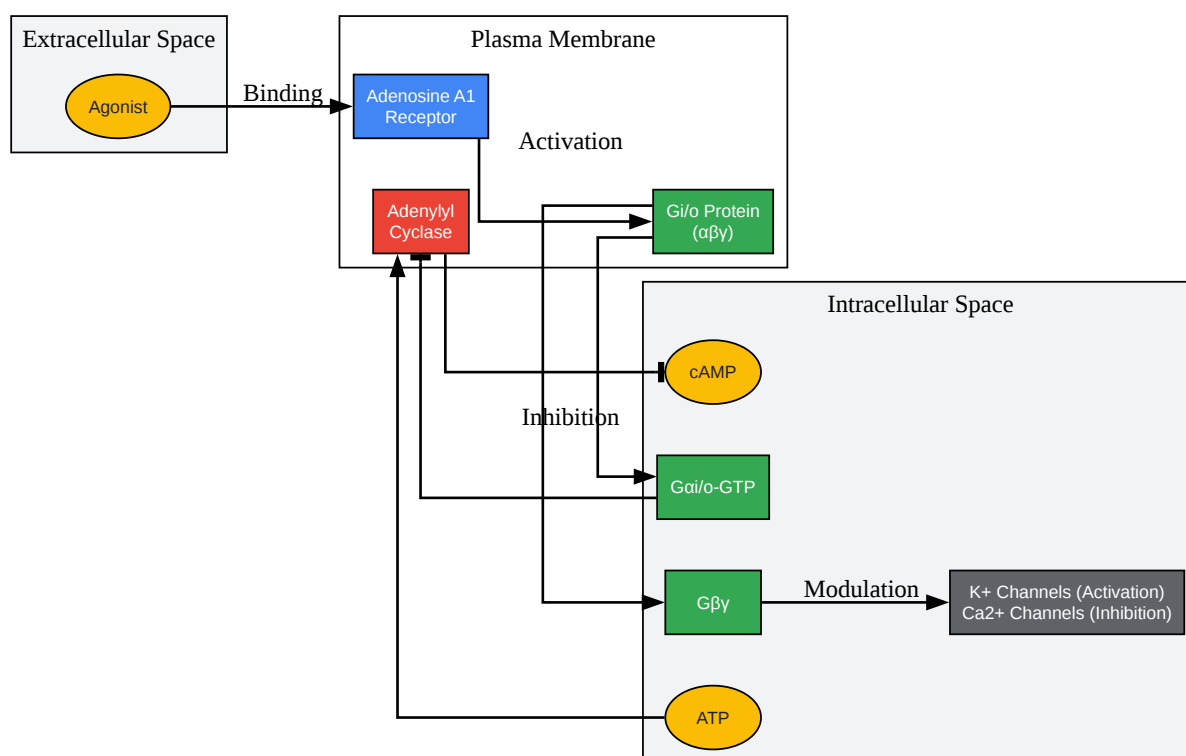 Extracellular Space
Plasma Membrane
Agonist
Binding
Adenosine A1
Receptor
Activation
Adenylyl
Cyclase
Gi/o Protein
(αβγ)
Intracellular Space
cAMP
Inhibition
Gαi/o-GTP
Gβγ
Modulation
K+ Channels (Activation)
Ca2+ Channels (Inhibition)
ATP